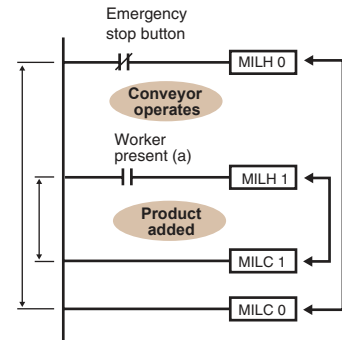 Emergency
stop button
MILH 0
Conveyor
operates
Worker
present (a)
MILH 1
Product
added
MILC 1
MILC 0